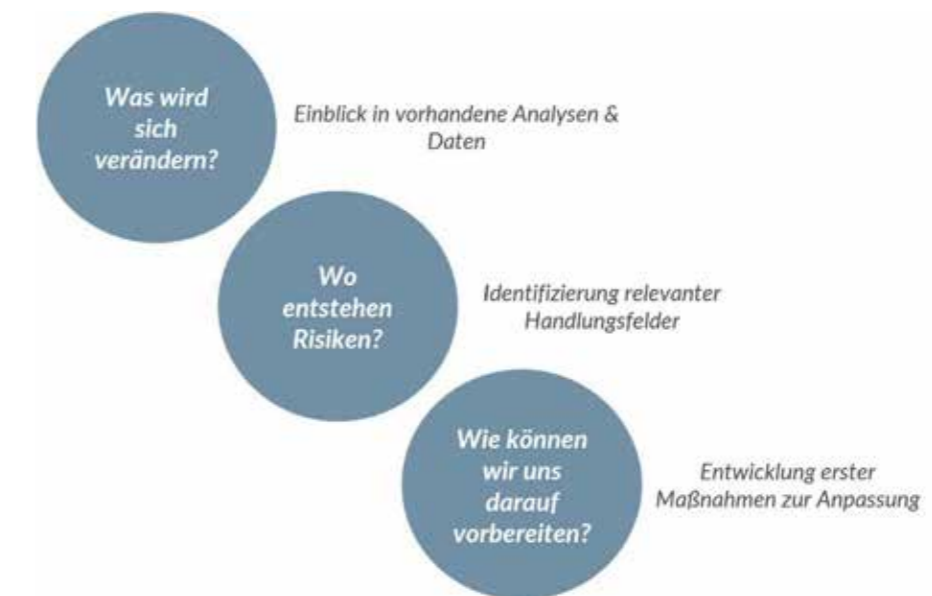 Was wird
sich
verändern?
Einblick in vorhandene Analysen &
Daten
Wo
entstehen
Risiken?
Identifizierung relevanter
Handlungsfelder
Wie können
wir uns
darauf
vorbereiten?
Entwicklung erster
Maßnahmen zur Anpassung